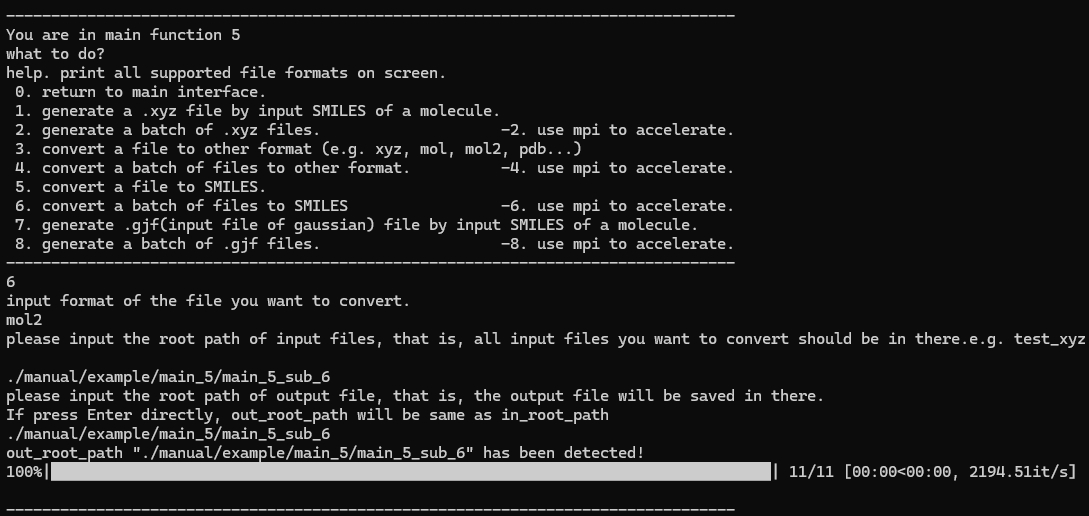 ---------------------------------------------------------------------------------
You are in main function 5
what to do?
help. print all supported file formats on screen.
 0. return to main interface.
 1. generate a .xyz file by input SMILES of a molecule.
 2. generate a batch of .xyz files.                    -2. use mpi to accelerate.
 3. convert a file to other format (e.g. xyz, mol, mol2, pdb...)
 4. convert a batch of files to other format.          -4. use mpi to accelerate.
 5. convert a file to SMILES.
 6. convert a batch of files to SMILES                 -6. use mpi to accelerate.
 7. generate .gjf(input file of gaussian) file by input SMILES of a molecule.
 8. generate a batch of .gjf files.                    -8. use mpi to accelerate.
---------------------------------------------------------------------------------
6
input format of the file you want to convert.
mol2
please input the root path of input files, that is, all input files you want to convert should be in there.e.g. test_xyz
./manual/example/main_5/main_5_sub_6
please input the root path of output file, that is, the output file will be saved in there.
If press Enter directly, out_root_path will be same as in_root_path
./manual/example/main_5/main_5_sub_6
out_root_path "./manual/example/main_5/main_5_sub_6" has been detected!
100%| | 11/11 [00:00<00:00, 2194.51it/s]
---------------------------------------------------------------------------------